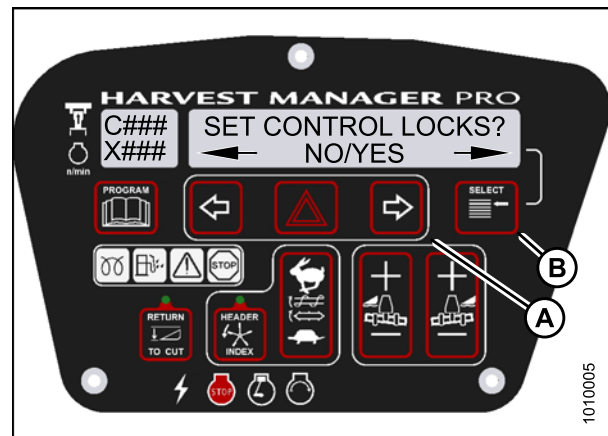 HARVEST MANAGER PRO
C###
X###
n/min
SET CONTROL LOCKS?
NO/YES
PROGRAM
SELECT
STOP
RETURN
TO CUT
HEADER
INDEX
STOP
B
A
1010005